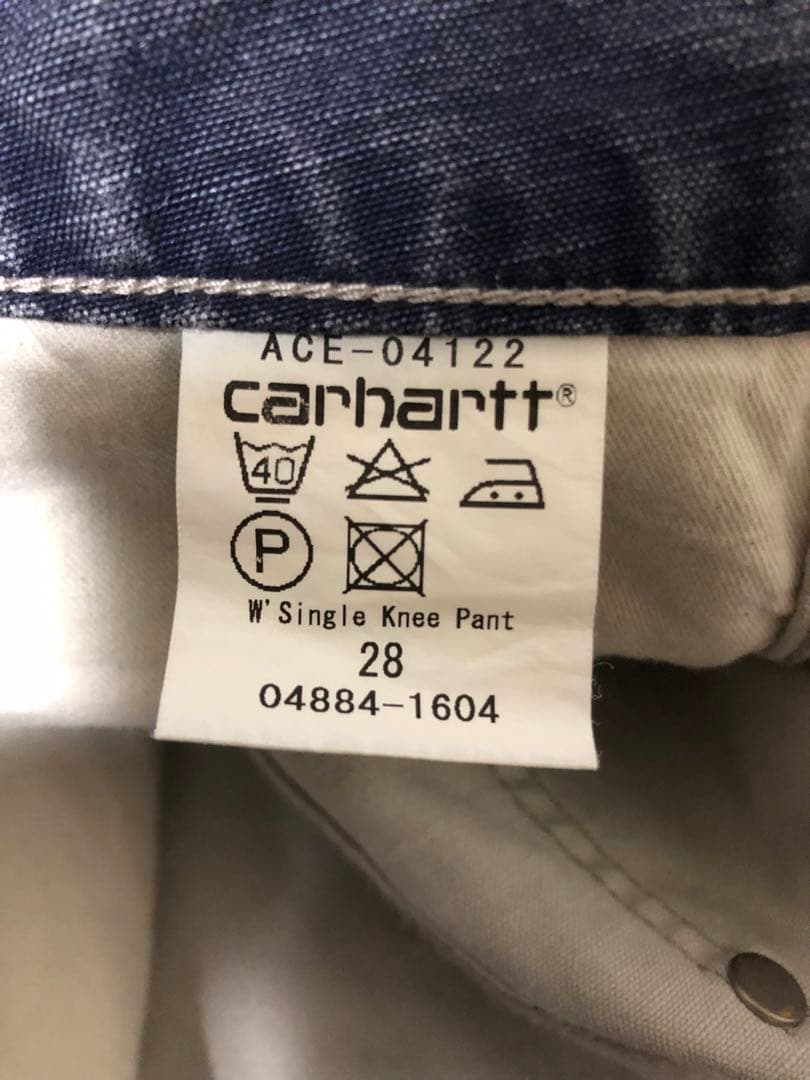 ACE-04122
carhartt®
40
P
W' Single Knee Pant
28
04884-1604